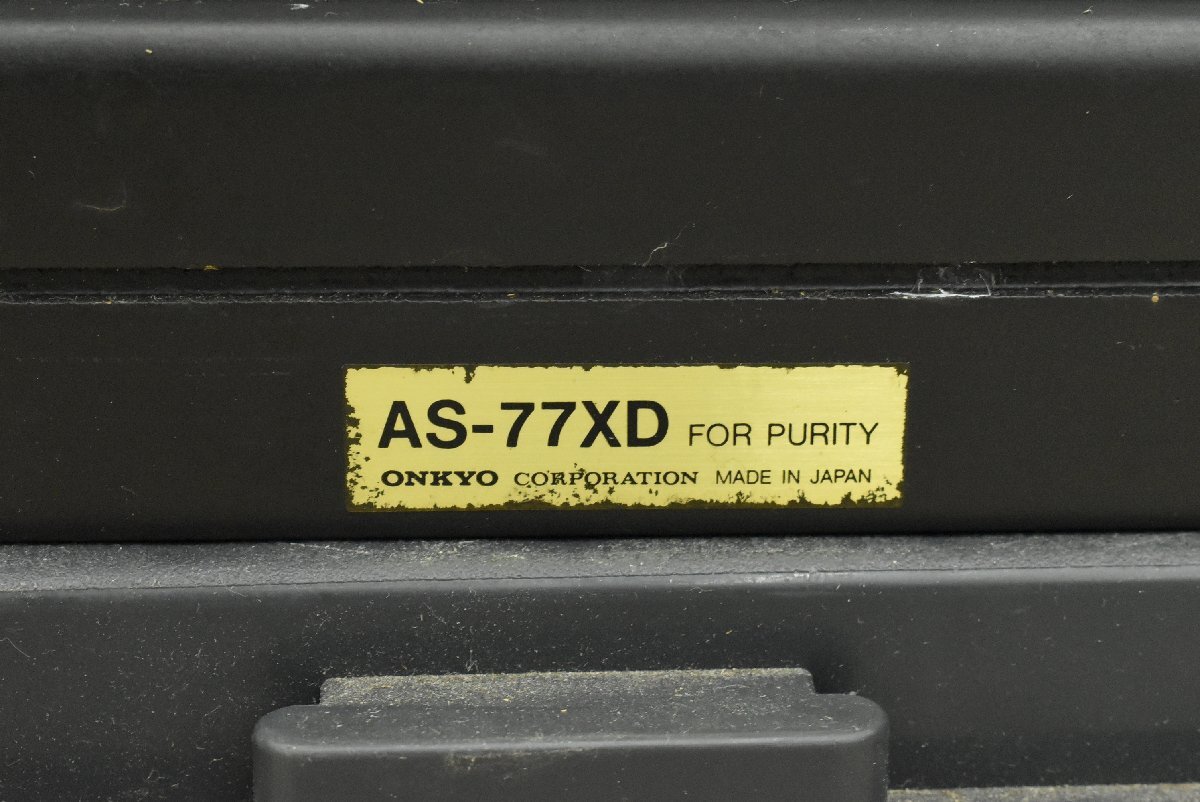 AS-77XD FOR PURITY
ONKYO CORPORATION MADE IN JAPAN